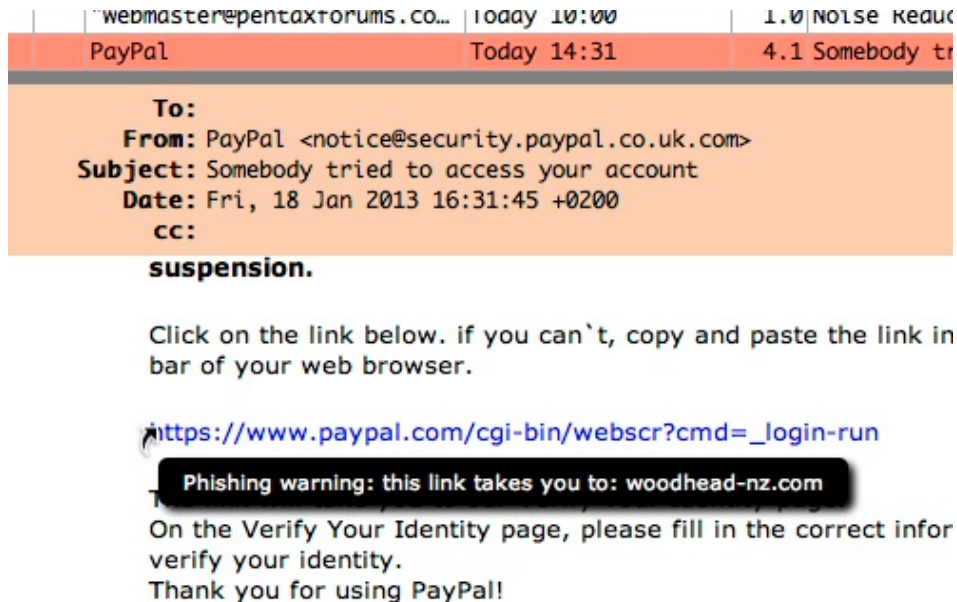 "webmaster@pentaxforums.co… Today 10:00 1.0 Noise Reduc
PayPal Today 14:31 4.1 Somebody tr
To:
From: PayPal <notice@security.paypal.co.uk.com>
Subject: Somebody tried to access your account
Date: Fri, 18 Jan 2013 16:31:45 +0200
cc:
suspension.
Click on the link below. if you can`t, copy and paste the link in
bar of your web browser.
https://www.paypal.com/cgi-bin/webscr?cmd=_login-run
Phishing warning: this link takes you to: woodhead-nz.com
On the Verify Your Identity page, please fill in the correct infor
verify your identity.
Thank you for using PayPal!